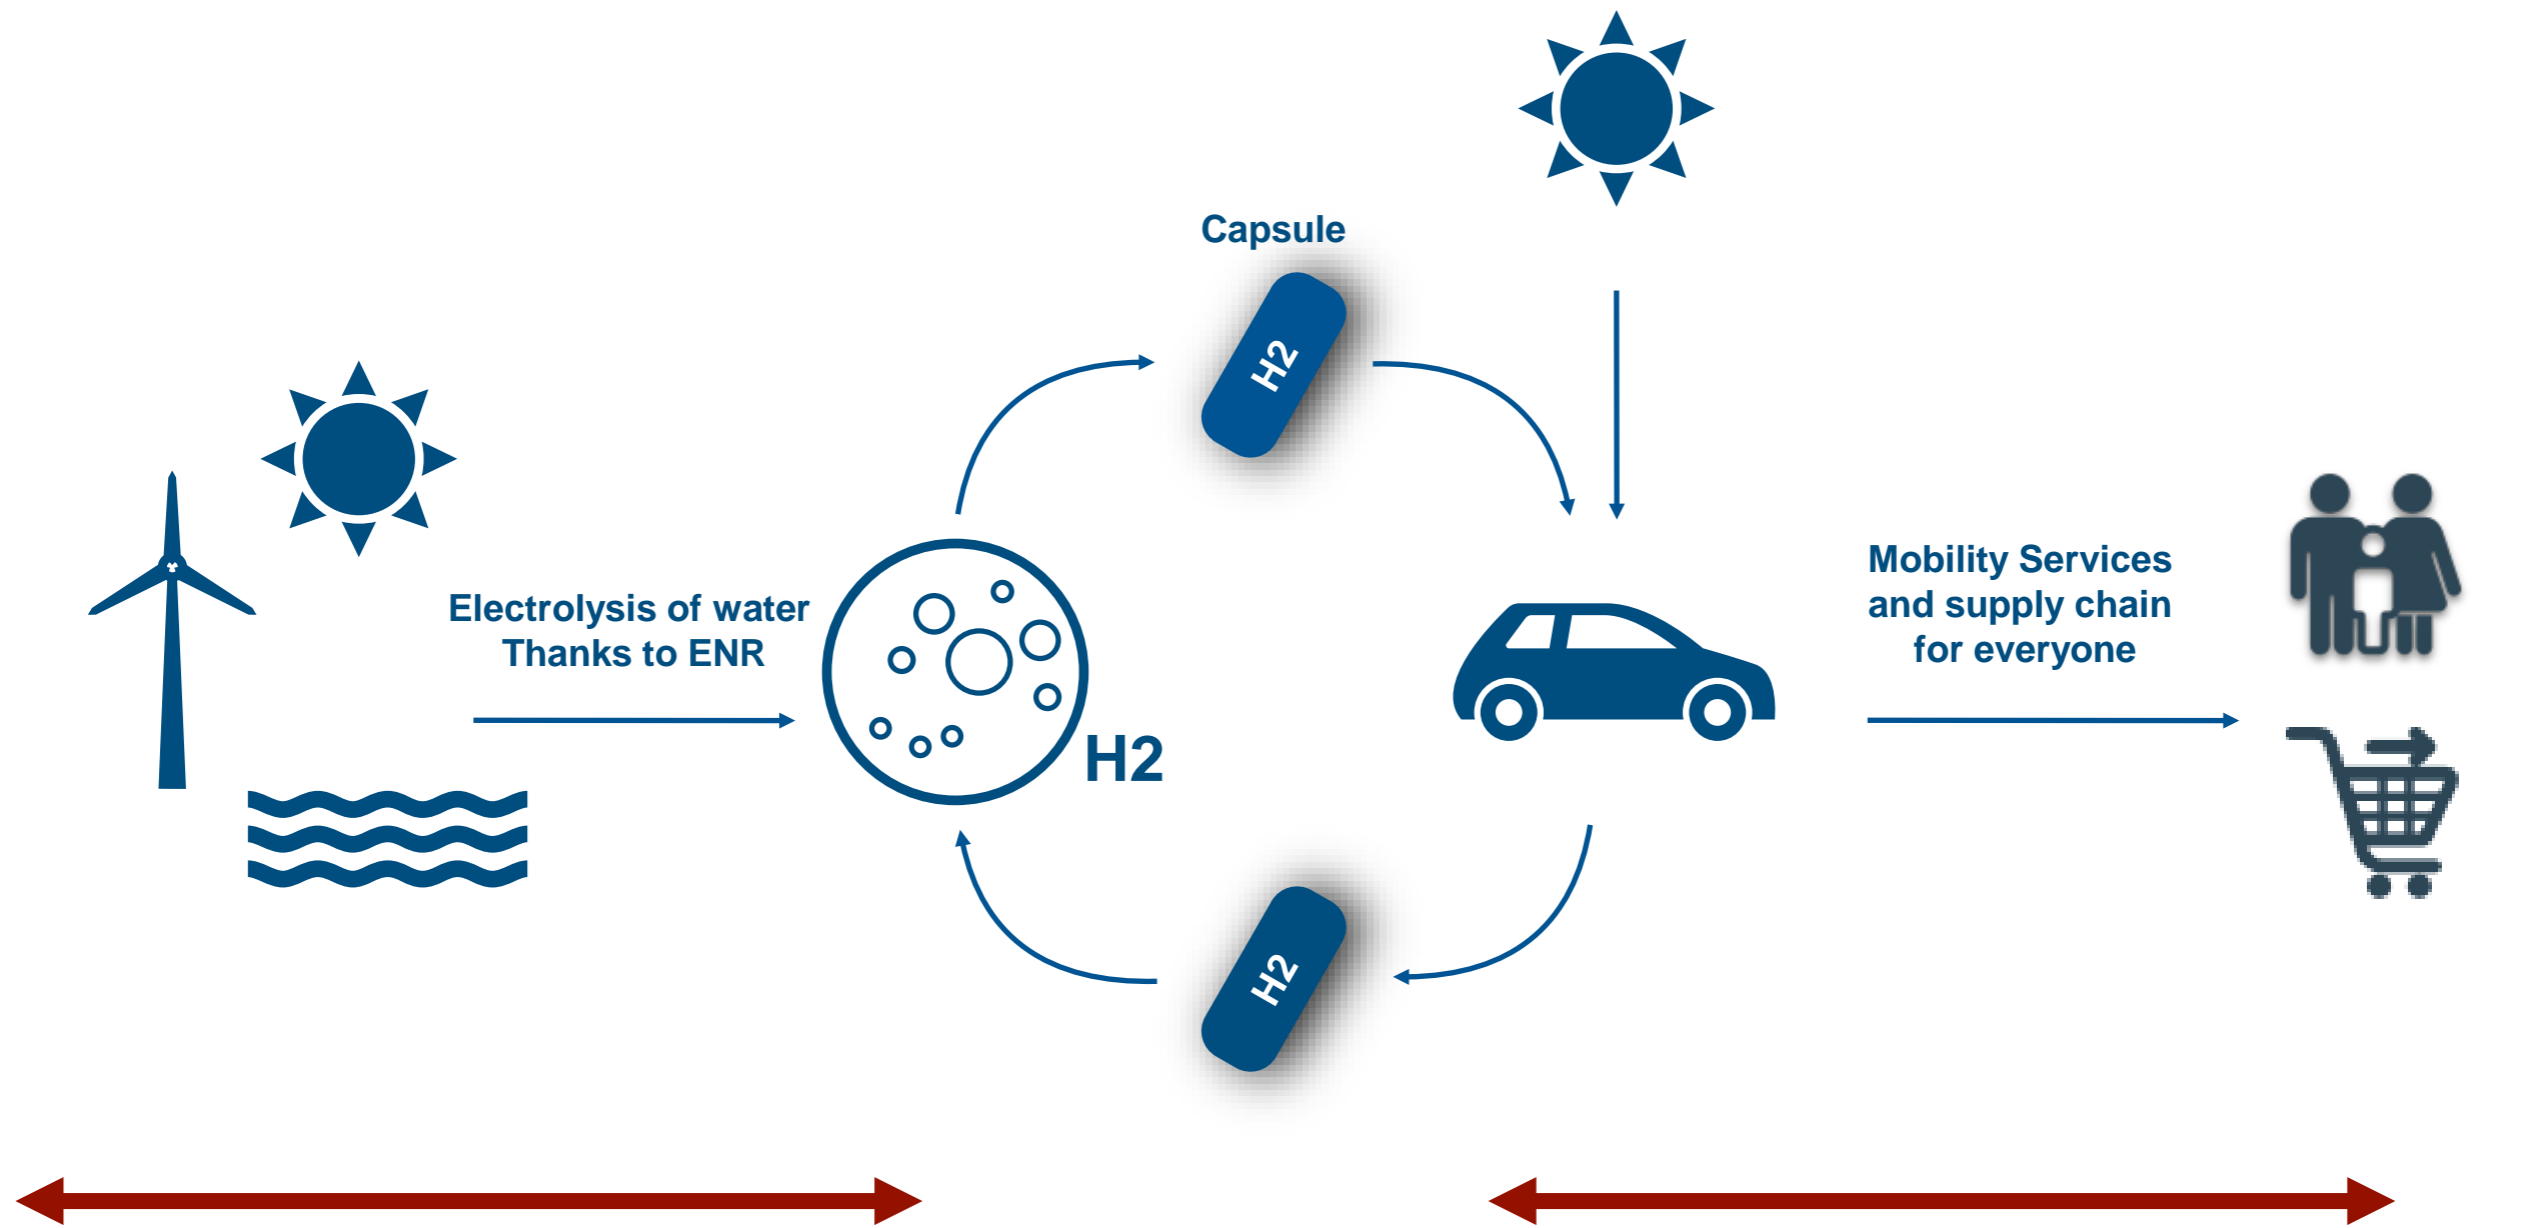 Capsule
H2
Electrolysis of water
Thanks to ENR
H2
Mobility Services
and supply chain
for everyone
H2